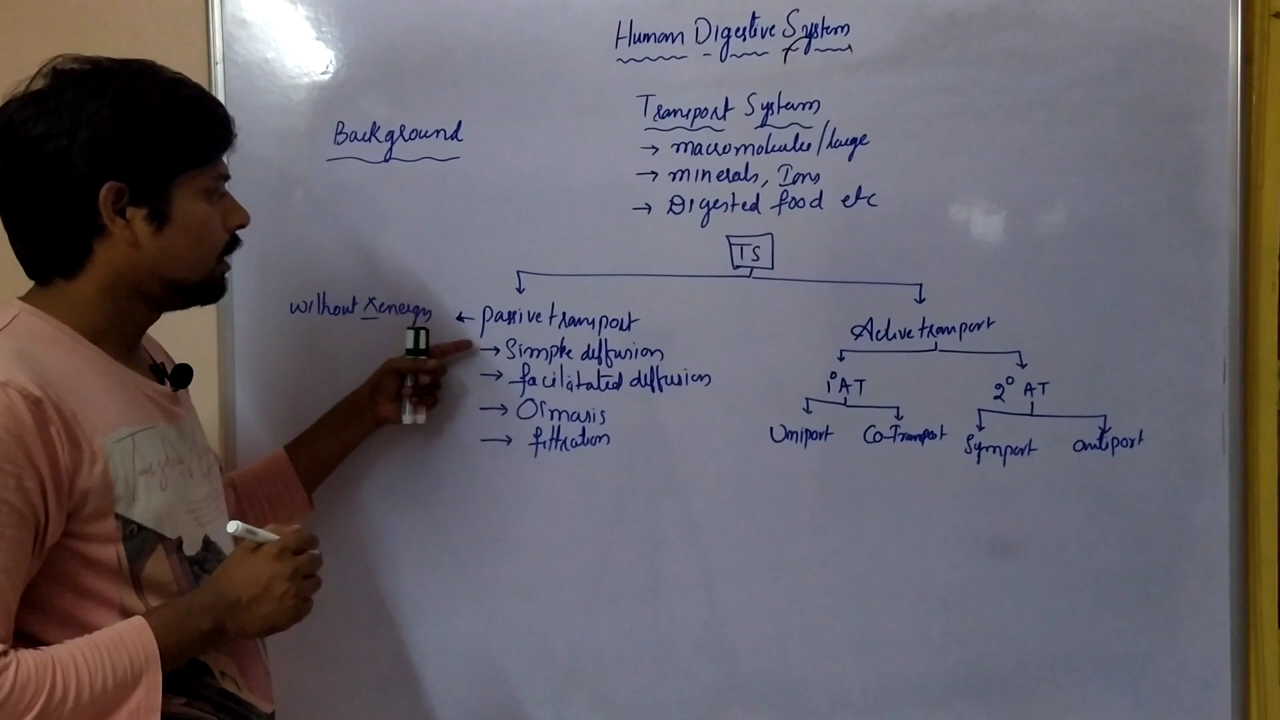 Human Digestive System
Transport System
Background
→ macromolecules/large
→ minerals, Ions
→ Digested food etc
TS
without x energy ← passive transport
→ Simple diffusion
→ facilitated diffusion
→ Osmosis
→ filtration
Active transport
1° AT
2° AT
Uniport
Co-Transport
Symport
antiport